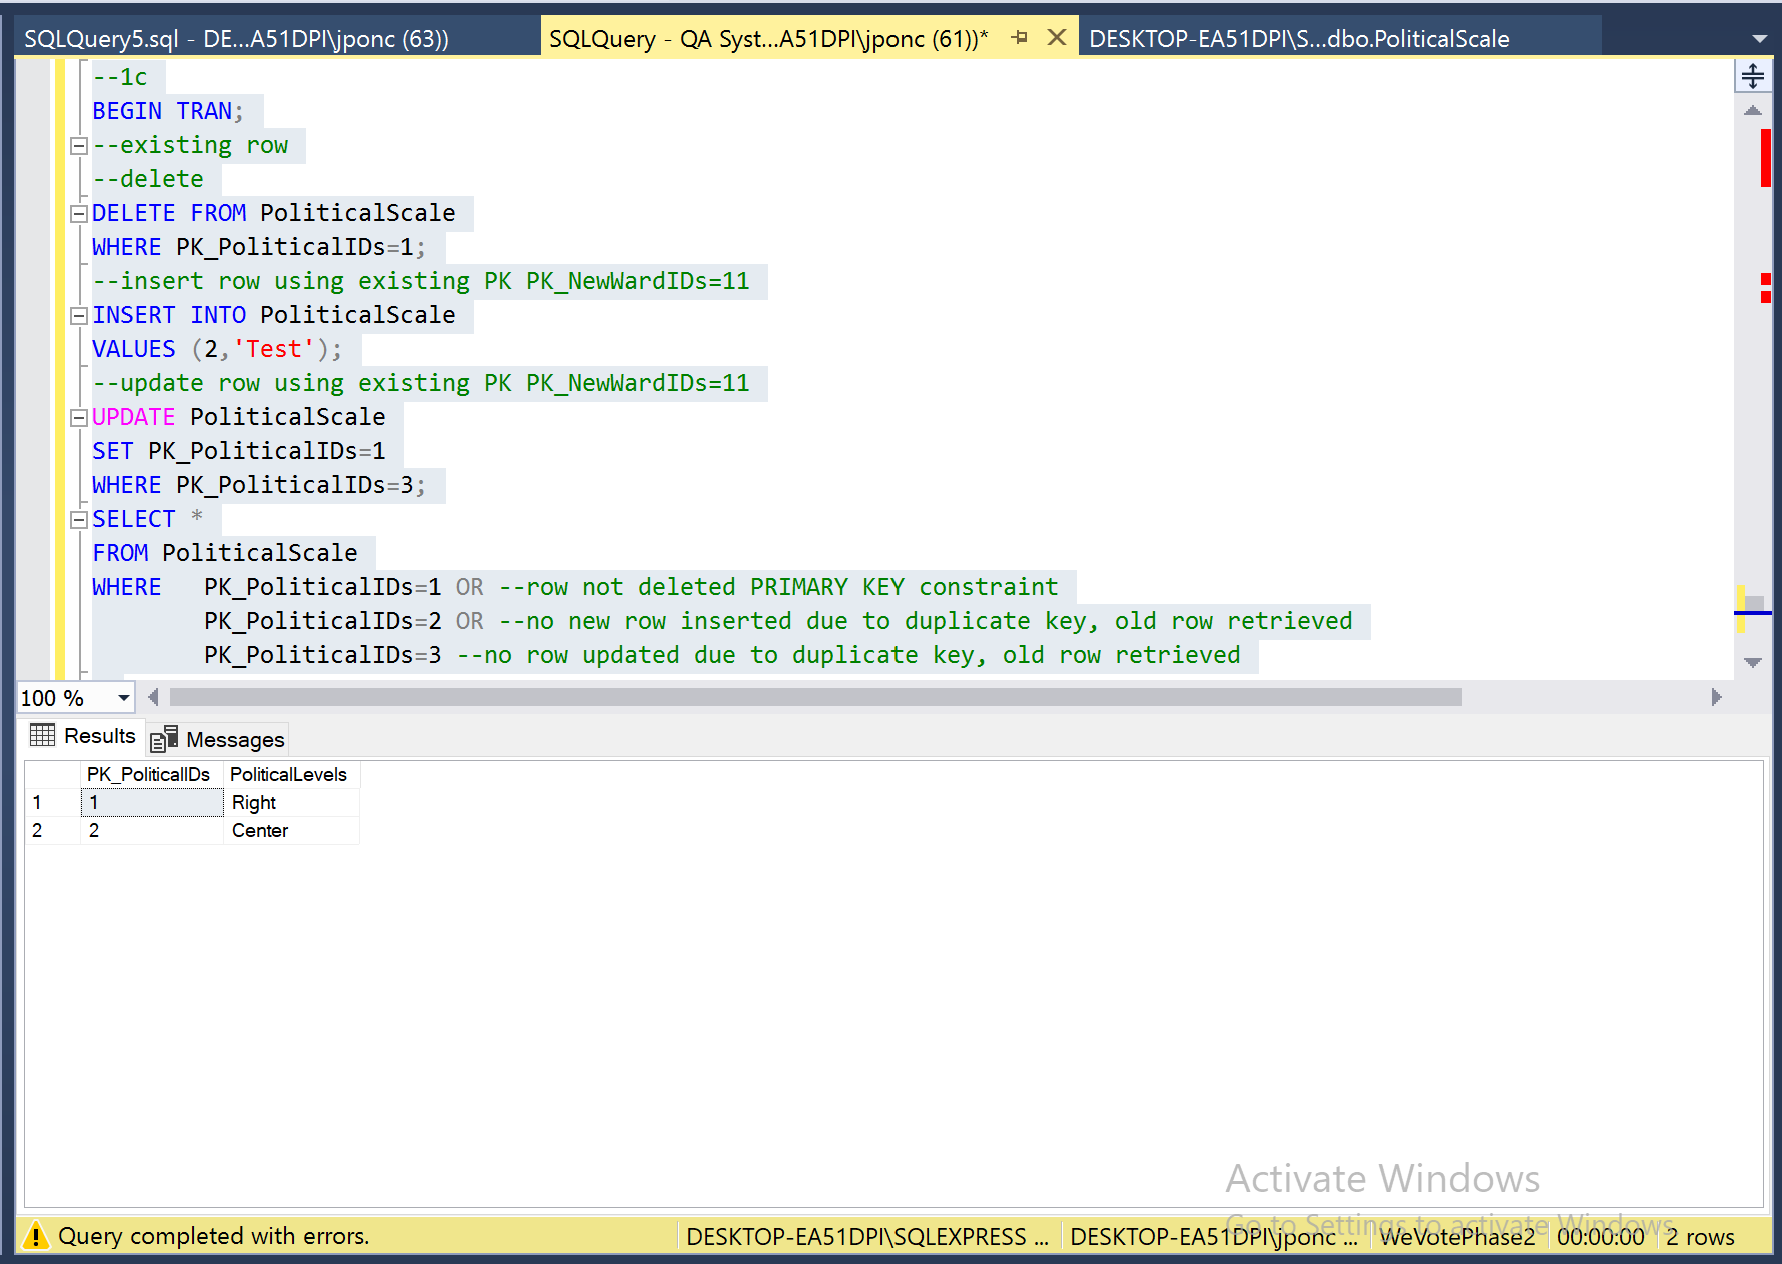 SQLQuery5.sql - DE...A51DPI\jponc (63))
SQLQuery - QA Syst...A51DPI\jponc (61))*
DESKTOP-EA51DPI\S...dbo.PoliticalScale
--1c
BEGIN TRAN;
--existing row
--delete
DELETE FROM PoliticalScale
WHERE PK_PoliticalIDs=1;
--insert row using existing PK PK_NewWardIDs=11
INSERT INTO PoliticalScale
VALUES (2,'Test');
--update row using existing PK PK_NewWardIDs=11
UPDATE PoliticalScale
SET PK_PoliticalIDs=1
WHERE PK_PoliticalIDs=3;
SELECT *
FROM PoliticalScale
WHERE   PK_PoliticalIDs=1 OR --row not deleted PRIMARY KEY constraint
        PK_PoliticalIDs=2 OR --no new row inserted due to duplicate key, old row retrieved
        PK_PoliticalIDs=3 --no row updated due to duplicate key, old row retrieved
100 %
Results Messages
PK_PoliticalIDs PoliticalLevels
1 1 Right
2 2 Center
Activate Windows
Go to Settings to activate Windows.
Query completed with errors.
DESKTOP-EA51DPI\SQLEXPRESS ...
DESKTOP-EA51DPI\jponc ...
WeVotePhase2
00:00:00
2 rows